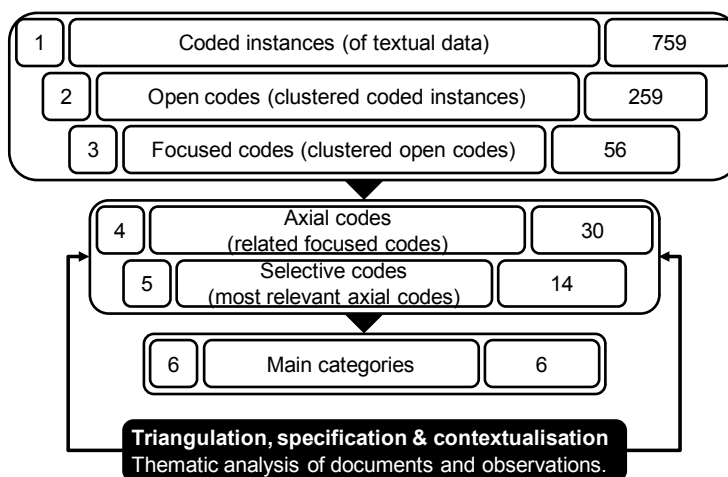 1 Coded instances (of textual data) 759
2 Open codes (clustered coded instances) 259
3 Focused codes (clustered open codes) 56
4 Axial codes 30
(related focused codes)
5 Selective codes 14
(most relevant axial codes)
6 Main categories 6
Triangulation, specification & contextualisation
Thematic analysis of documents and observations.